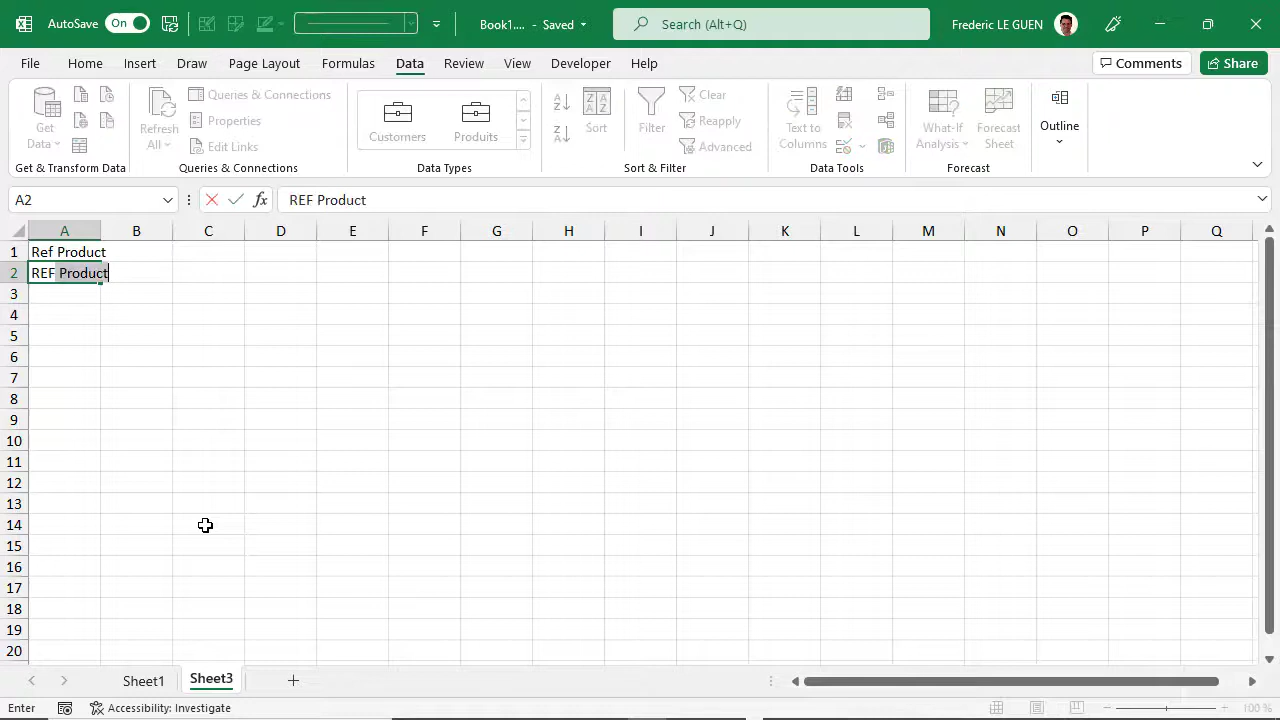 AutoSave On Book1.... - Saved Search (Alt+Q) Frederic LE GUEN
File Home Insert Draw Page Layout Formulas Data Review View Developer Help Comments Share
Get Data Refresh All Queries & Connections Properties Edit Links Customers Produits Sort Filter Clear Reapply Advanced Text to Columns What-If Analysis Forecast Sheet Outline
Get & Transform Data Queries & Connections Data Types Sort & Filter Data Tools Forecast
A2 fx REF Product
A B C D E F G H I J K L M N O P Q
1 Ref Product
2 REF Product
3
4
5
6
7
8
9
10
11
12
13
14
15
16
17
18
19
20
Sheet1 Sheet3
Enter Accessibility: Investigate 100 %